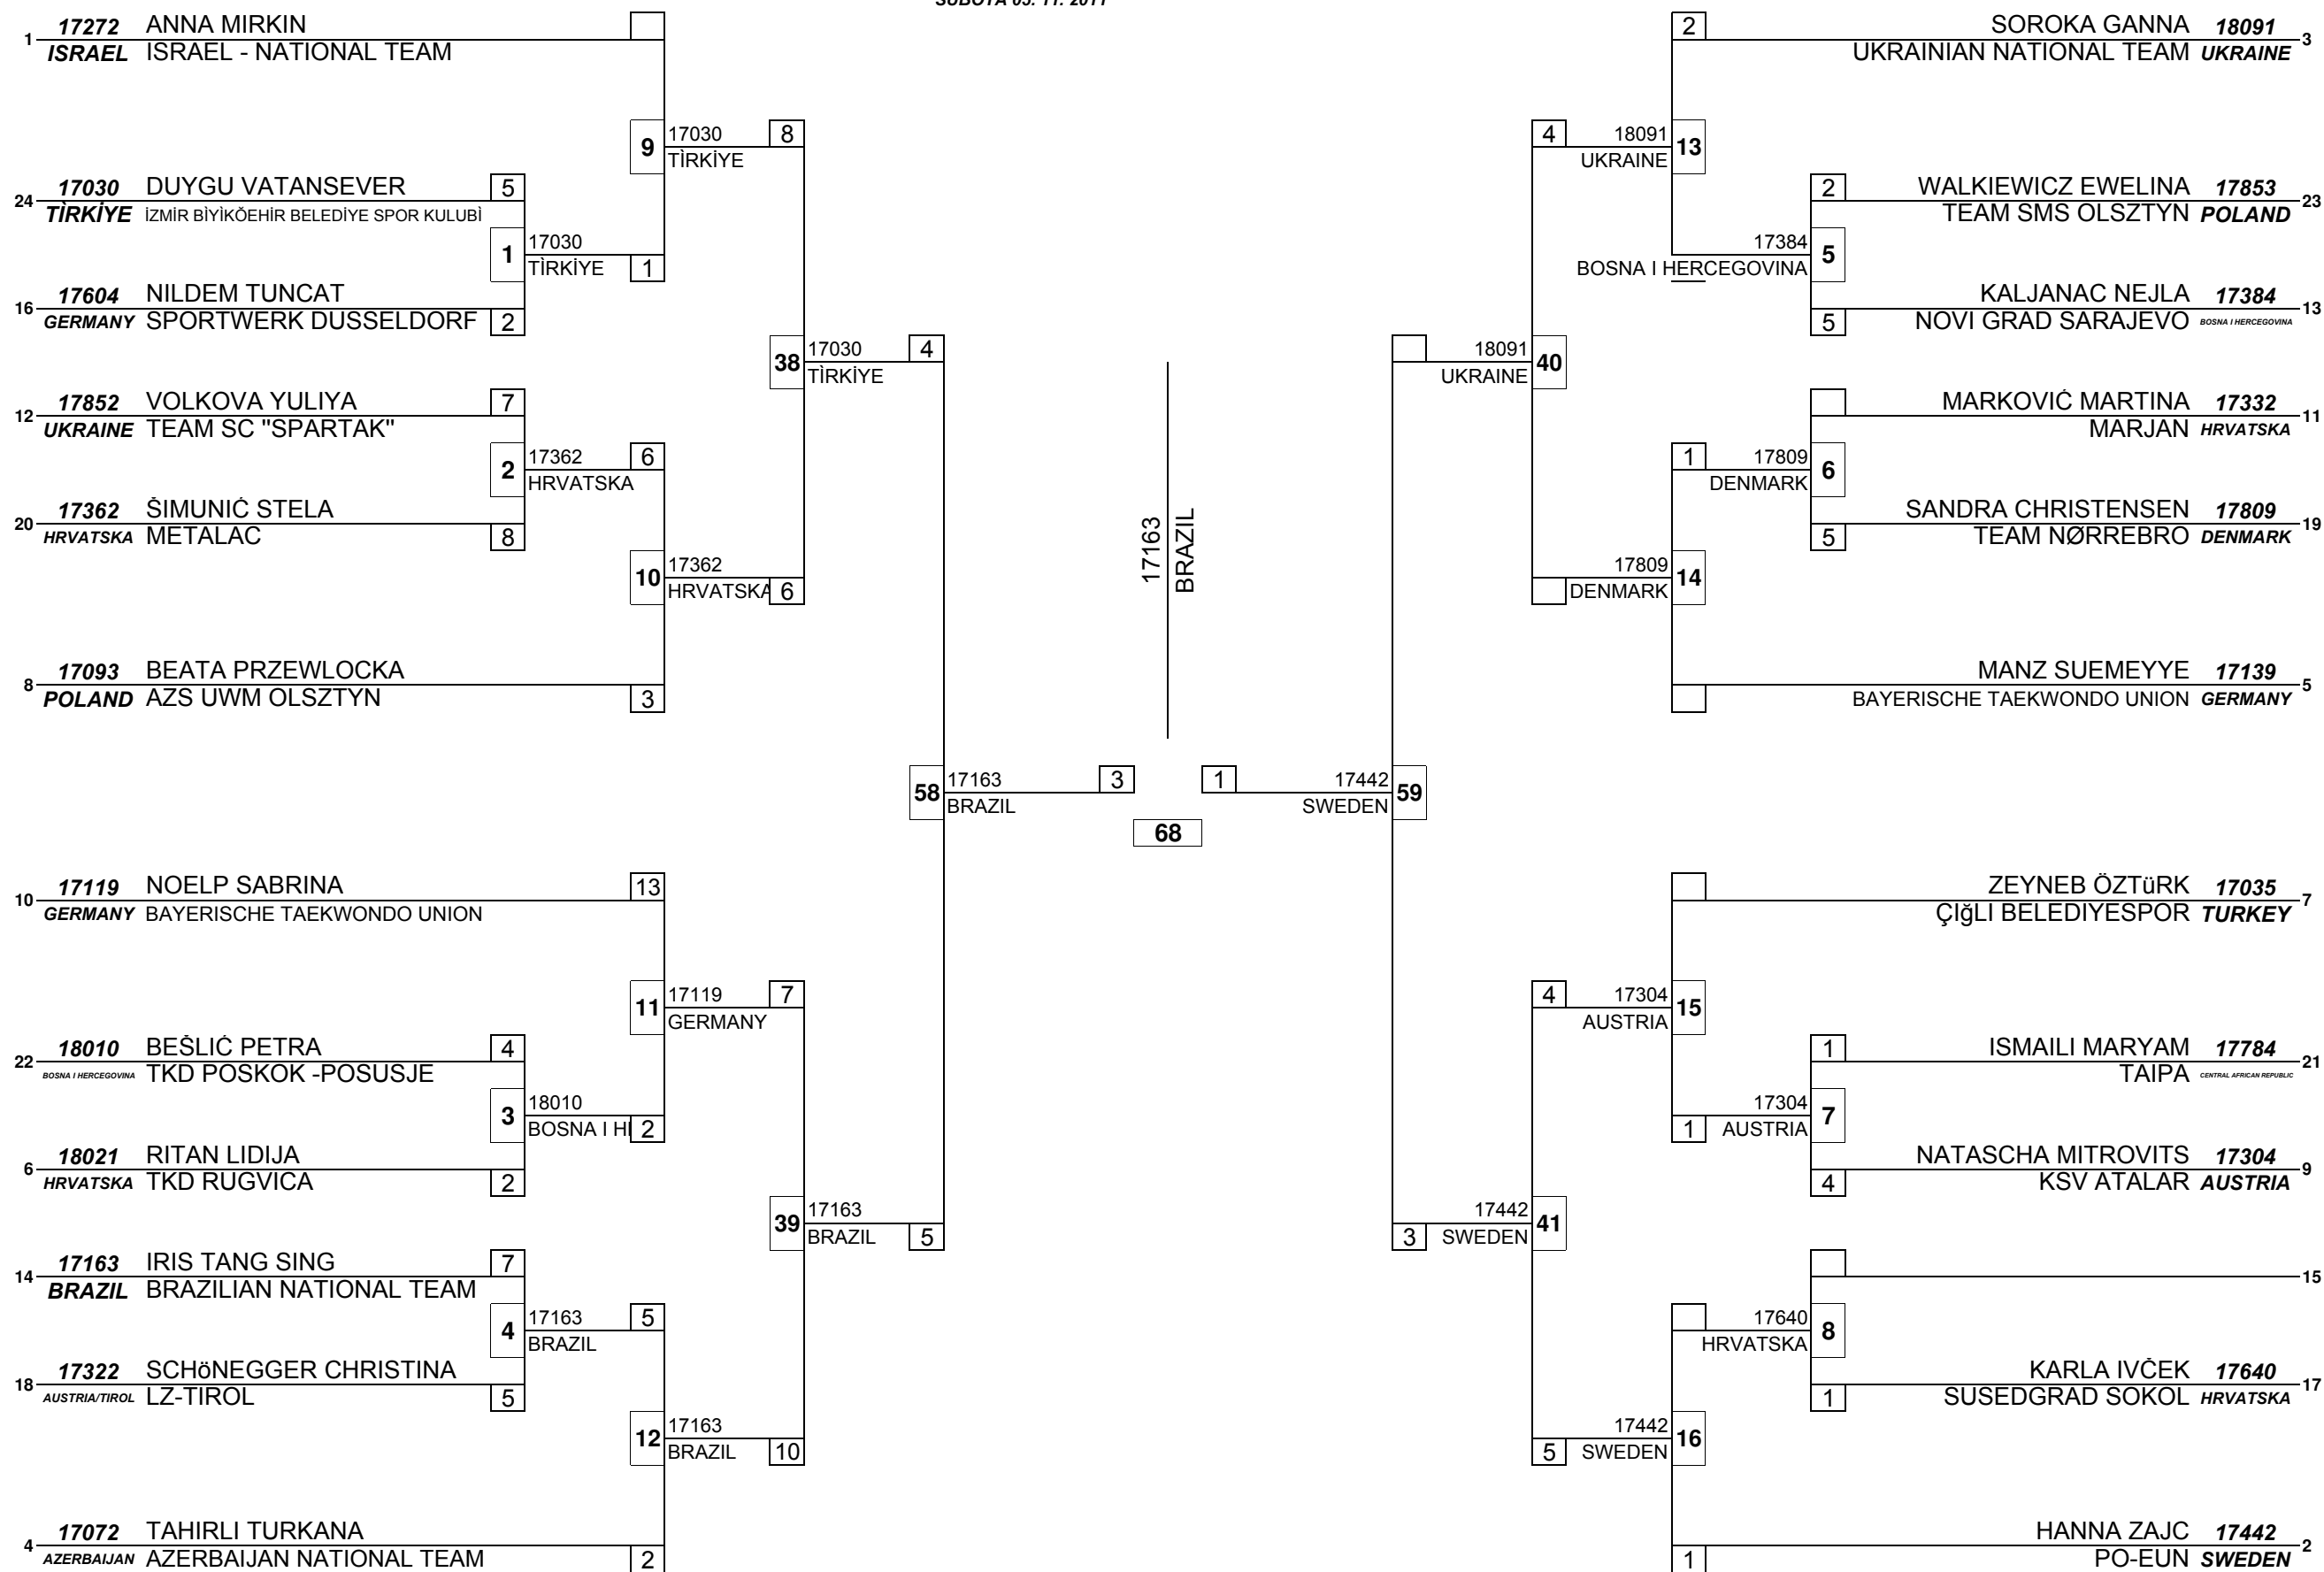 SUBOTA 05. 11. 2011
1 17272 ANNA MIRKIN
ISRAEL ISRAEL - NATIONAL TEAM
9 17030 8
TÌRKİYE
24 17030 DUYGU VATANSEVER 5
TÌRKİYE İZMİR BÌYÌKŎEHİR BELEDİYE SPOR KULUBÌ
1 17030
TÌRKİYE 1
16 17604 NILDEM TUNCAT
GERMANY SPORTWERK DUSSELDORF 2
38 17030 4
TÌRKİYE
12 17852 VOLKOVA YULIYA 7
UKRAINE TEAM SC "SPARTAK"
2 17362 6
HRVATSKA
20 17362 ŠIMUNIĆ STELA
HRVATSKA METALAC 8
10 17362
HRVATSKA 6
8 17093 BEATA PRZEWLOCKA
POLAND AZS UWM OLSZTYN 3
58 17163 3
BRAZIL
10 17119 NOELP SABRINA 13
GERMANY BAYERISCHE TAEKWONDO UNION
11 17119 7
GERMANY
22 18010 BEŠLIĆ PETRA 4
BOSNA I HERCEGOVINA TKD POSKOK -POSUSJE
3 18010
BOSNA I HI 2
6 18021 RITAN LIDIJA
HRVATSKA TKD RUGVICA 2
39 17163
BRAZIL 5
14 17163 IRIS TANG SING 7
BRAZIL BRAZILIAN NATIONAL TEAM
4 17163 5
BRAZIL
18 17322 SCHöNEGGER CHRISTINA
AUSTRIA/TIROL LZ-TIROL 5
12 17163
BRAZIL 10
4 17072 TAHIRLI TURKANA
AZERBAIJAN AZERBAIJAN NATIONAL TEAM 2
17163
BRAZIL
68
2 SOROKA GANNA 18091 3
UKRAINIAN NATIONAL TEAM UKRAINE
4 18091 13
UKRAINE
2 WALKIEWICZ EWELINA 17853 23
TEAM SMS OLSZTYN POLAND
17384 5
BOSNA I HERCEGOVINA
KALJANAC NEJLA 17384 13
5 NOVI GRAD SARAJEVO BOSNA I HERCEGOVINA
18091 40
UKRAINE
MARKOVIĆ MARTINA 17332 11
MARJAN HRVATSKA
1 17809 6
DENMARK
SANDRA CHRISTENSEN 17809 19
5 TEAM NØRREBRO DENMARK
17809 14
DENMARK
MANZ SUEMEYYE 17139 5
BAYERISCHE TAEKWONDO UNION GERMANY
1 17442 59
SWEDEN
ZEYNEB ÖZTüRK 17035 7
ÇIğLI BELEDIYESPOR TURKEY
4 17304 15
AUSTRIA
1 ISMAILI MARYAM 17784 21
TAIPA CENTRAL AFRICAN REPUBLIC
17304 7
1 AUSTRIA
NATASCHA MITROVITS 17304 9
4 KSV ATALAR AUSTRIA
17442 41
3 SWEDEN
15
17640 8
HRVATSKA
KARLA IVČEK 17640 17
1 SUSEDGRAD SOKOL HRVATSKA
17442 16
5 SWEDEN
HANNA ZAJC 17442 2
1 PO-EUN SWEDEN